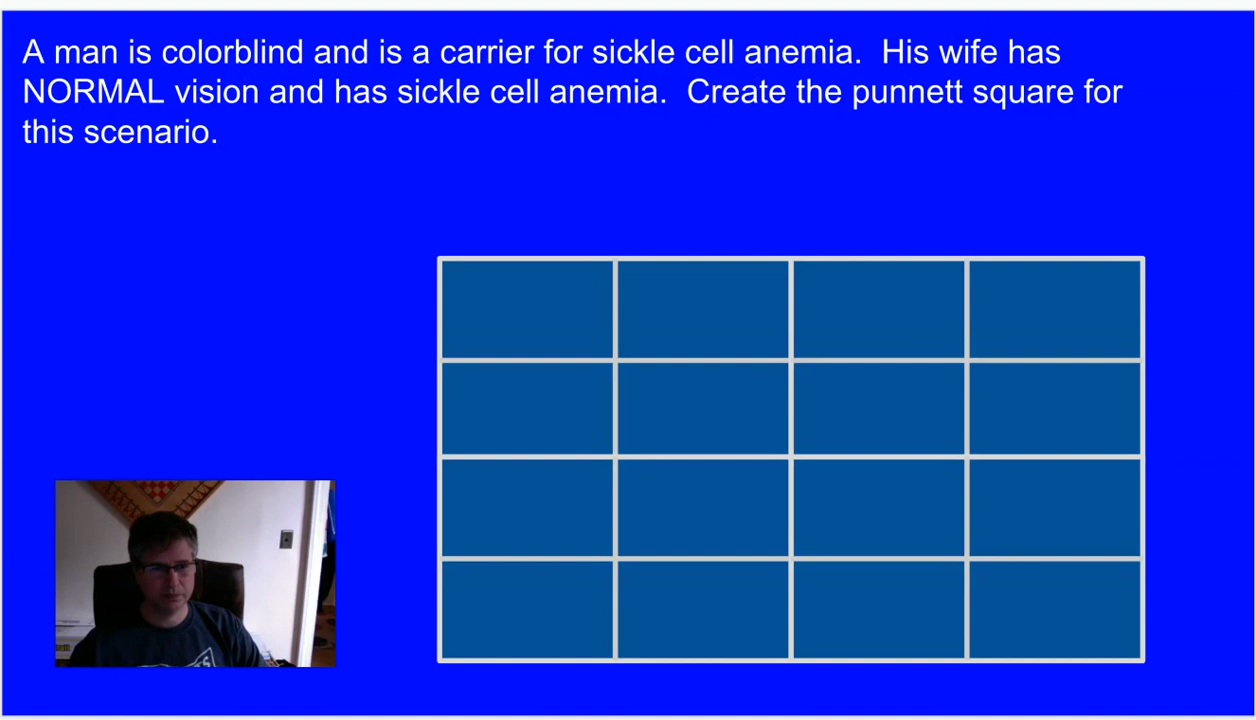 A man is colorblind and is a carrier for sickle cell anemia.  His wife has
NORMAL vision and has sickle cell anemia.  Create the punnett square for
this scenario.